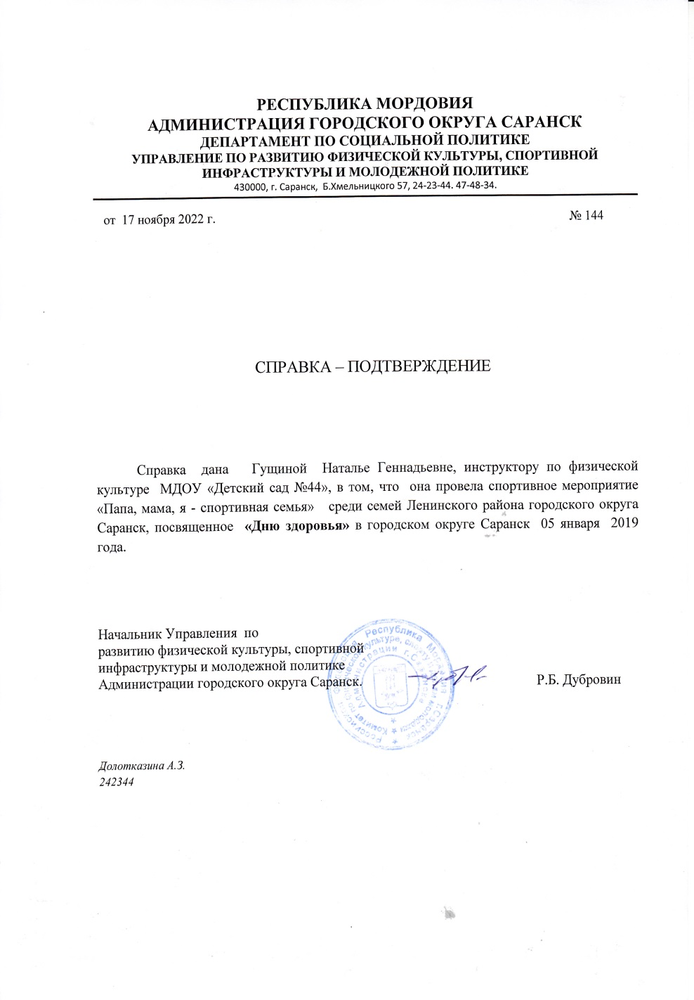 РЕСПУБЛИКА МОРДОВИЯ
АДМИНИСТРАЦИЯ ГОРОДСКОГО ОКРУГА САРАНСК
ДЕПАРТАМЕНТ ПО СОЦИАЛЬНОЙ ПОЛИТИКЕ
УПРАВЛЕНИЕ ПО РАЗВИТИЮ ФИЗИЧЕСКОЙ КУЛЬТУРЫ, СПОРТИВНОЙ
ИНФРАСТРУКТУРЫ И МОЛОДЕЖНОЙ ПОЛИТИКЕ
430000, г. Саранск, Б.Хмельницкого 57, 24-23-44. 47-48-34.
от 17 ноября 2022 г. № 144
СПРАВКА – ПОДТВЕРЖДЕНИЕ
Справка дана Гущиной Наталье Геннадьевне, инструктору по физической
культуре МДОУ «Детский сад №44», в том, что она провела спортивное мероприятие
«Папа, мама, я - спортивная семья» среди семей Ленинского района городского округа
Саранск, посвященное «Дню здоровья» в городском округе Саранск 05 января 2019
года.
Начальник Управления по
развитию физической культуры, спортивной
инфраструктуры и молодежной политике
Администрации городского округа Саранск. Р.Б. Дубровин
Российская Федерация Республика Мордовия г.Саранск
Долотказина А.З.
242344